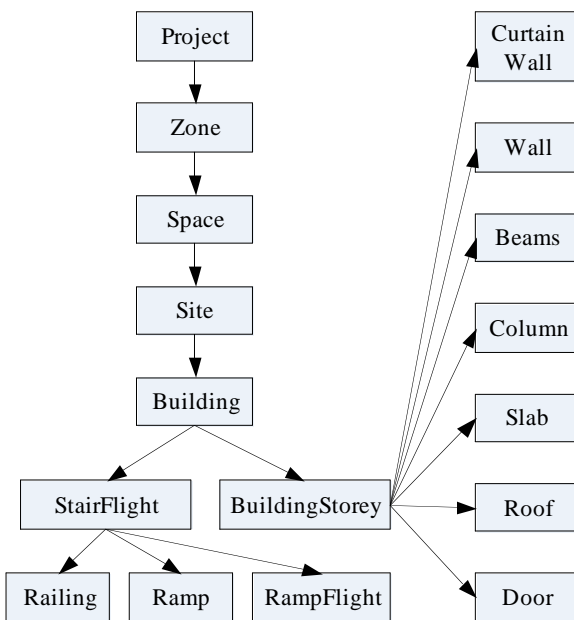 Project
Zone
Space
Site
Building
StairFlight
BuildingStorey
Railing
Ramp
RampFlight
Curtain
Wall
Wall
Beams
Column
Slab
Roof
Door